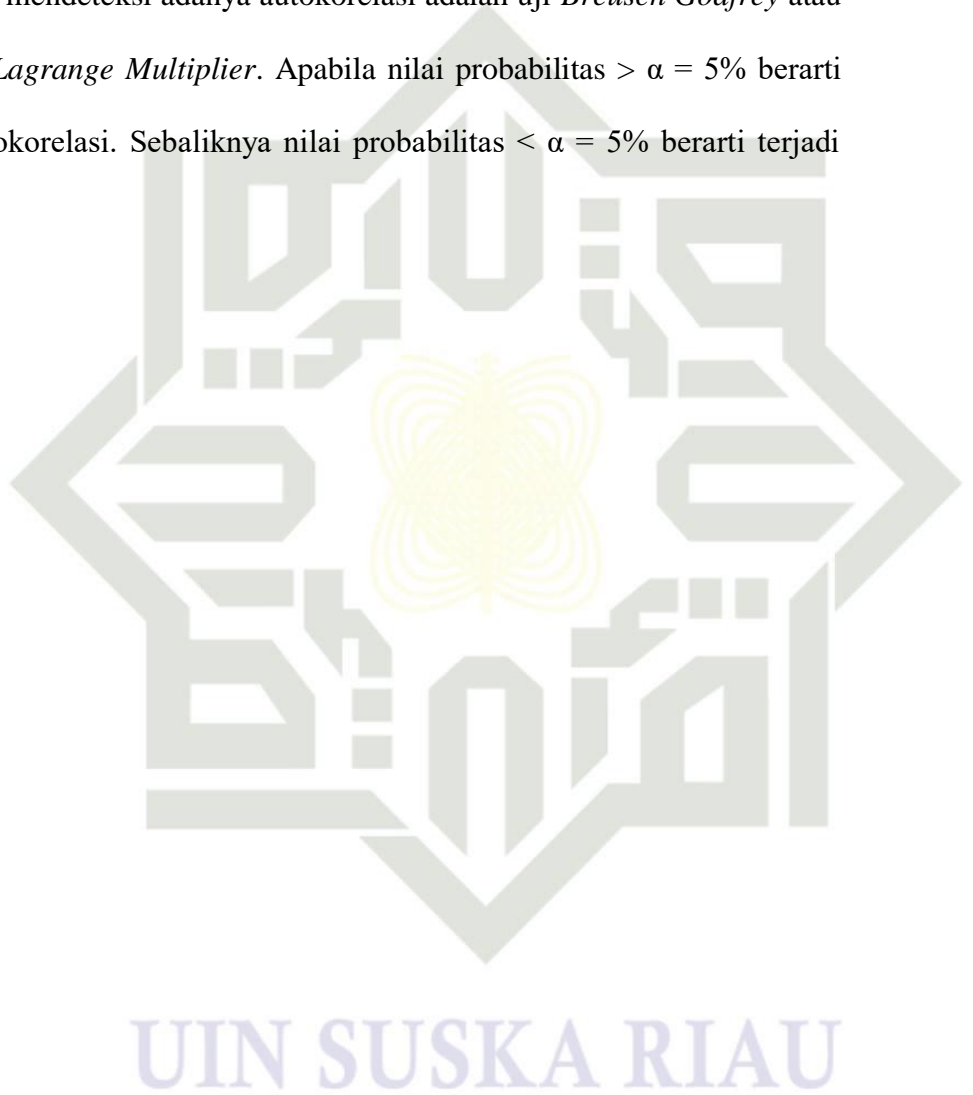 mendeteksi adanya autokorelasi adalah uji Breusch Godfrey atau
Lagrange Multiplier. Apabila nilai probabilitas > α = 5% berarti
okorelasi. Sebaliknya nilai probabilitas < α = 5% berarti terjadi
UIN SUSKA RIAU